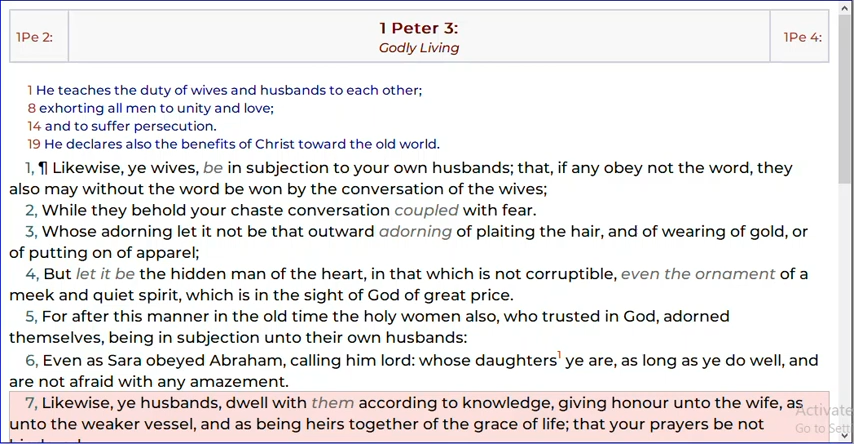 1Pe 2:
1 Peter 3:
Godly Living
1Pe 4:
1 He teaches the duty of wives and husbands to each other;
8 exhorting all men to unity and love;
14 and to suffer persecution.
19 He declares also the benefits of Christ toward the old world.
1, ¶ Likewise, ye wives, be in subjection to your own husbands; that, if any obey not the word, they
also may without the word be won by the conversation of the wives;
2, While they behold your chaste conversation coupled with fear.
3, Whose adorning let it not be that outward adorning of plaiting the hair, and of wearing of gold, or
of putting on of apparel;
4, But let it be the hidden man of the heart, in that which is not corruptible, even the ornament of a
meek and quiet spirit, which is in the sight of God of great price.
5, For after this manner in the old time the holy women also, who trusted in God, adorned
themselves, being in subjection unto their own husbands:
6, Even as Sara obeyed Abraham, calling him lord: whose daughters1 ye are, as long as ye do well, and
are not afraid with any amazement.
7, Likewise, ye husbands, dwell with them according to knowledge, giving honour unto the wife, as
unto the weaker vessel, and as being heirs together of the grace of life; that your prayers be not
Activate
Go to Sett